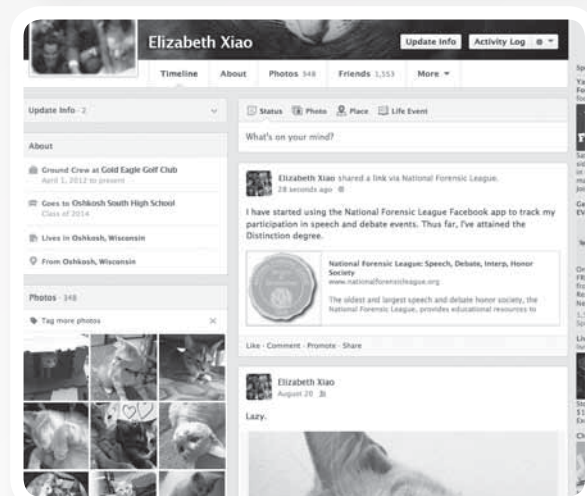 Elizabeth Xiao
Update Info
Activity Log
Timeline
About
Photos 348
Friends 1,553
More
Update Info · 2
About
Ground Crew at Gold Eagle Golf Club
April 1, 2012 to present
Goes to Oshkosh South High School
Class of 2014
Lives in Oshkosh, Wisconsin
From Oshkosh, Wisconsin
Photos · 348
Tag more photos
Status
Photo
Place
Life Event
What's on your mind?
Elizabeth Xiao shared a link via National Forensic League.
28 seconds ago
I have started using the National Forensic League Facebook app to track my
participation in speech and debate events. Thus far, I've attained the
Distinction degree.
National Forensic League: Speech, Debate, Interp, Honor
Society
www.nationalforensicleague.org
The oldest and largest speech and debate honor society, the
National Forensic League, provides educational resources to
Like · Comment · Promote · Share
Elizabeth Xiao
August 20
Lazy.